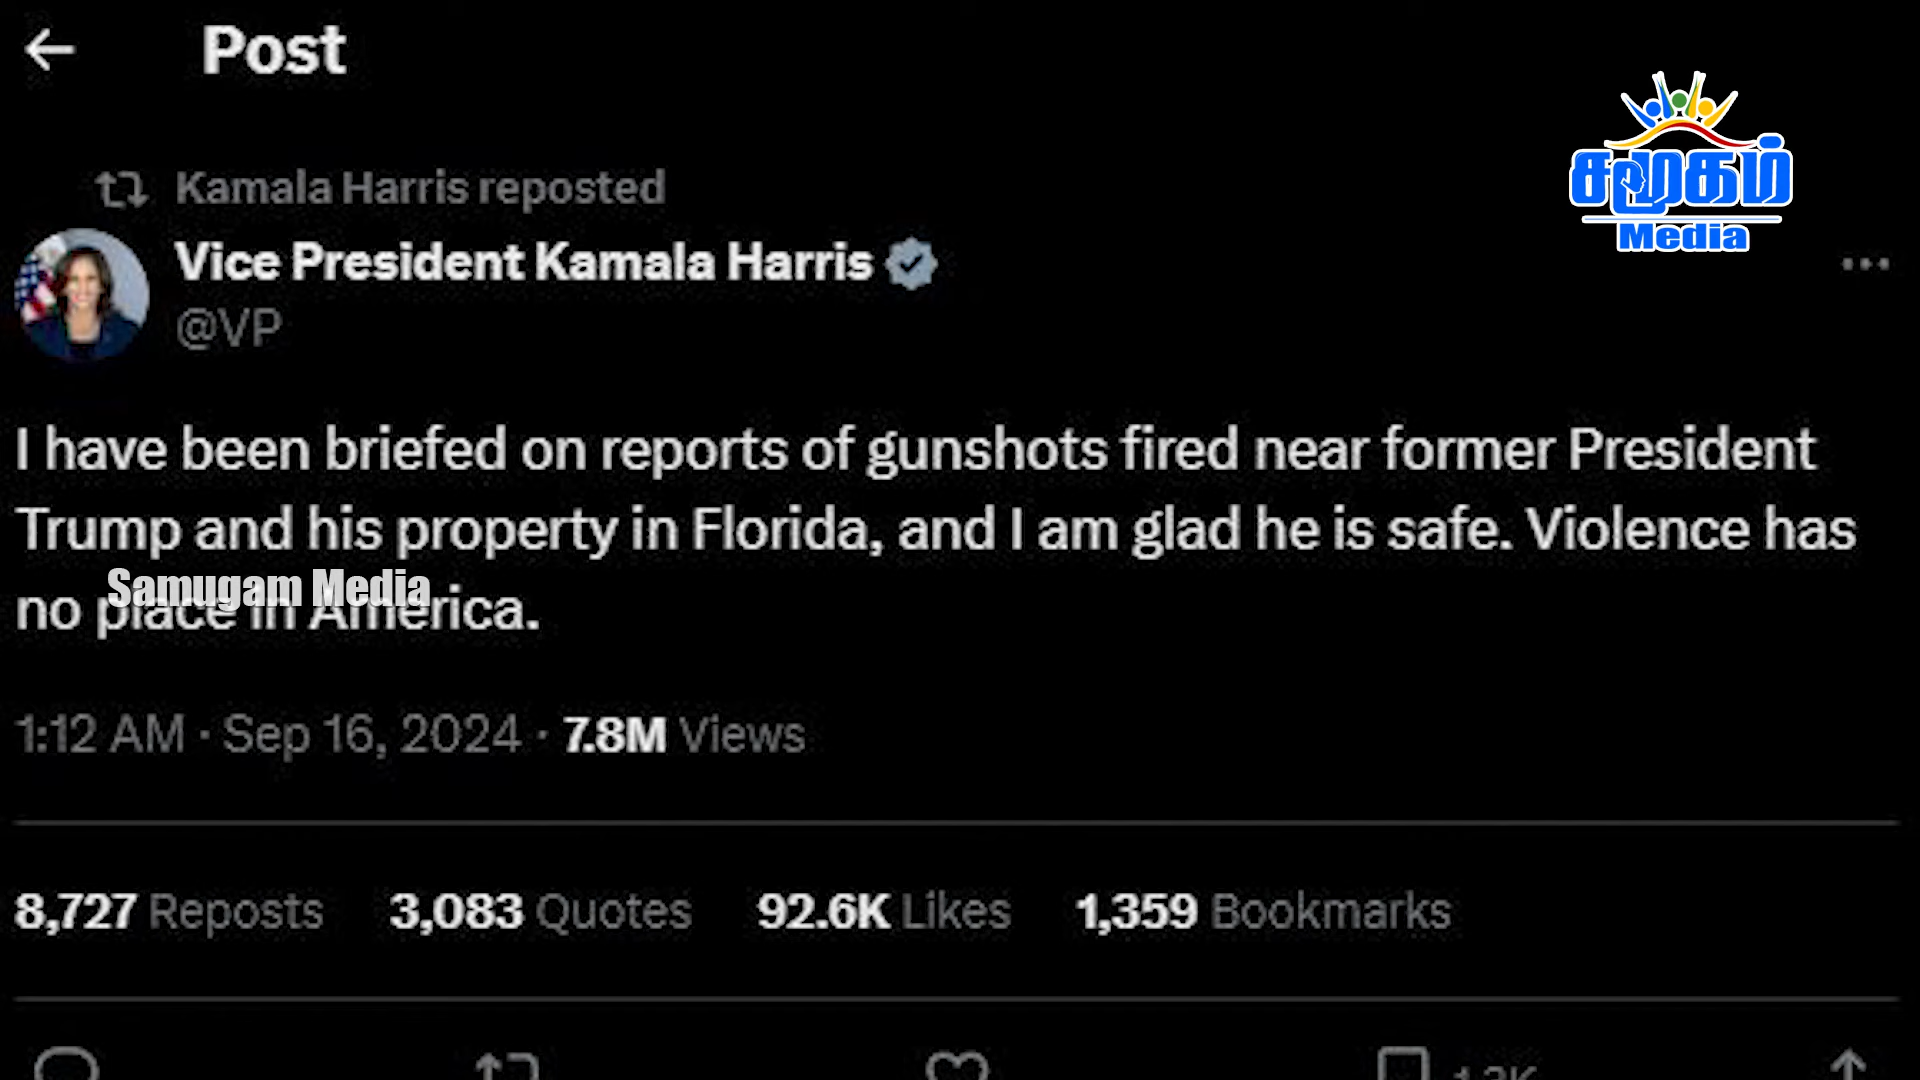 Post
Kamala Harris reposted
சமூகம்
Media
Vice President Kamala Harris
@VP
I have been briefed on reports of gunshots fired near former President
Trump and his property in Florida, and I am glad he is safe. Violence has
Samugam Media
no place in America.
1:12 AM · Sep 16, 2024 · 7.8M Views
8,727 Reposts 3,083 Quotes 92.6K Likes 1,359 Bookmarks